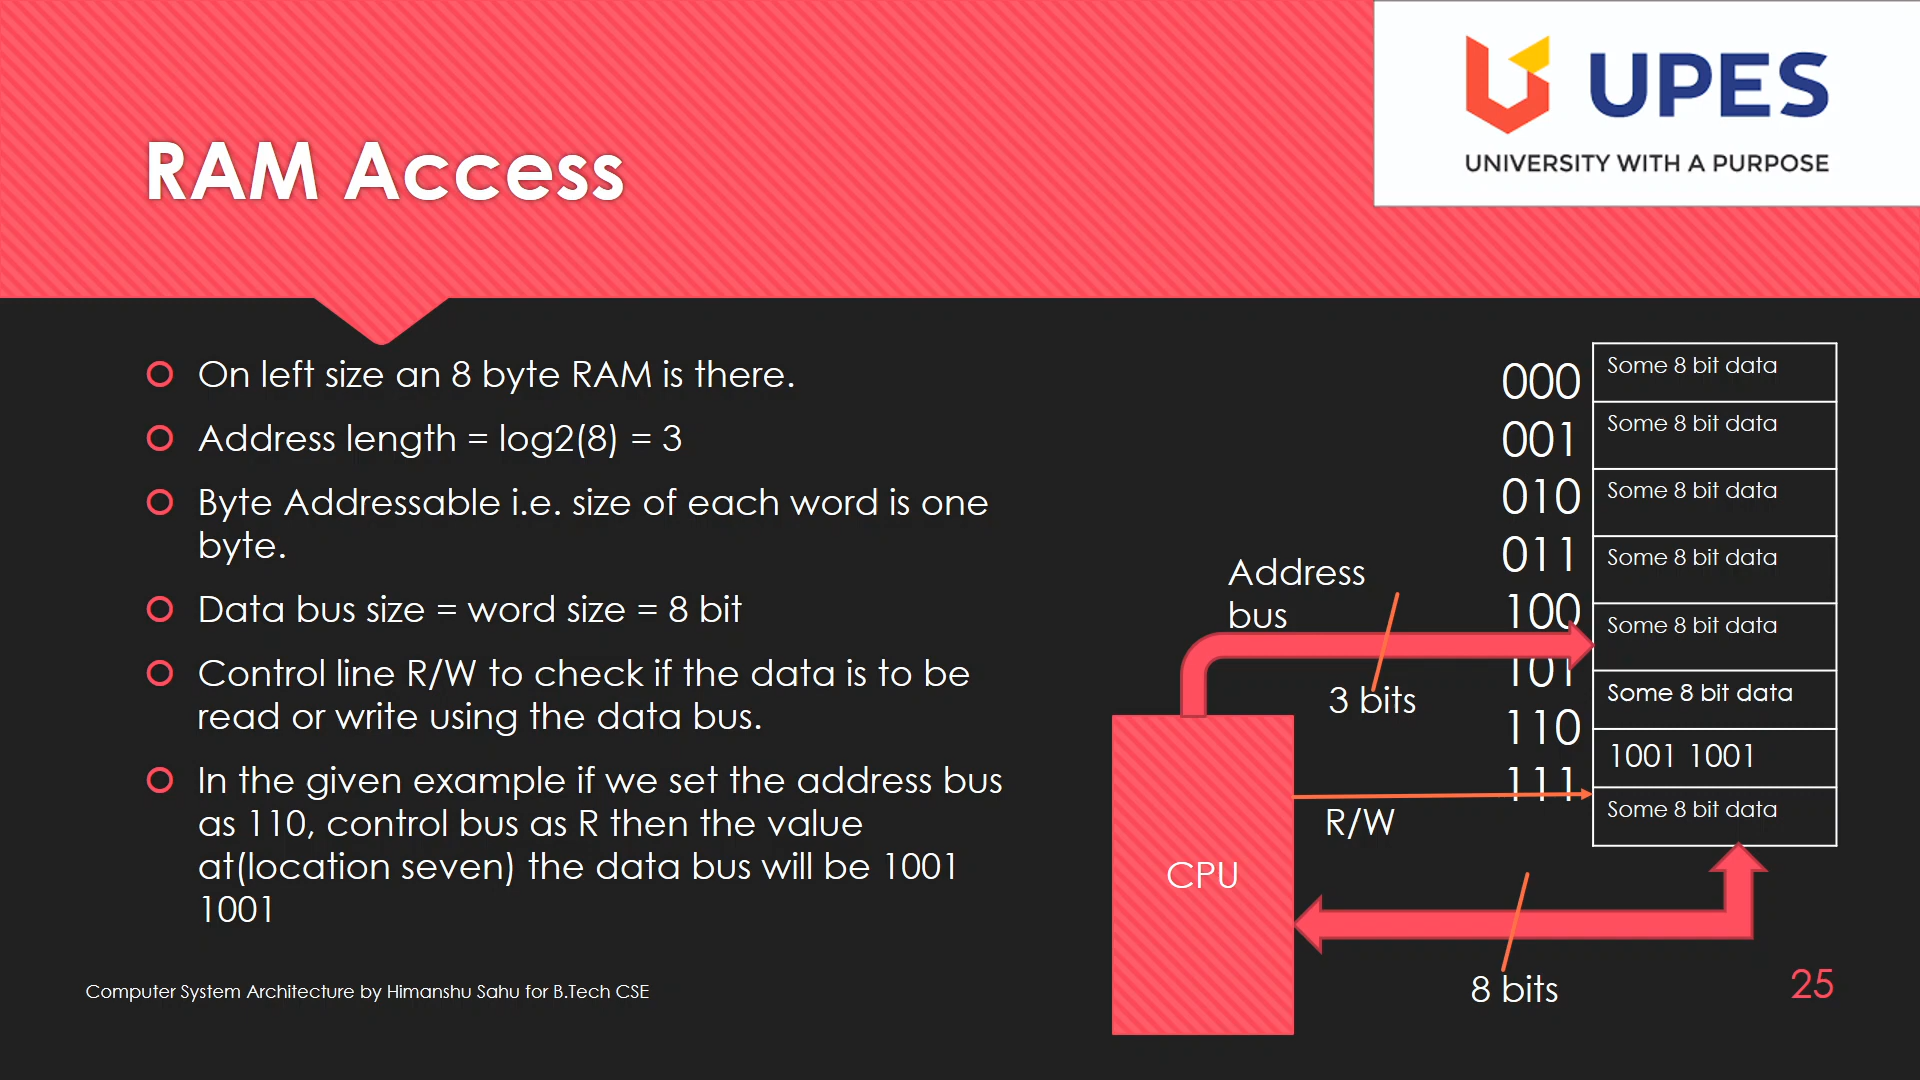 UPES
UNIVERSITY WITH A PURPOSE
RAM Access
On left size an 8 byte RAM is there.
Address length = log2(8) = 3
Byte Addressable i.e. size of each word is one
byte.
Data bus size = word size = 8 bit
Control line R/W to check if the data is to be
read or write using the data bus.
In the given example if we set the address bus
as 110, control bus as R then the value
at(location seven) the data bus will be 1001
1001
000 Some 8 bit data
001 Some 8 bit data
010 Some 8 bit data
011 Some 8 bit data
100 Some 8 bit data
101 Some 8 bit data
110 1001 1001
111 Some 8 bit data
Address
bus
3 bits
R/W
CPU
8 bits
Computer System Architecture by Himanshu Sahu for B.Tech CSE
25